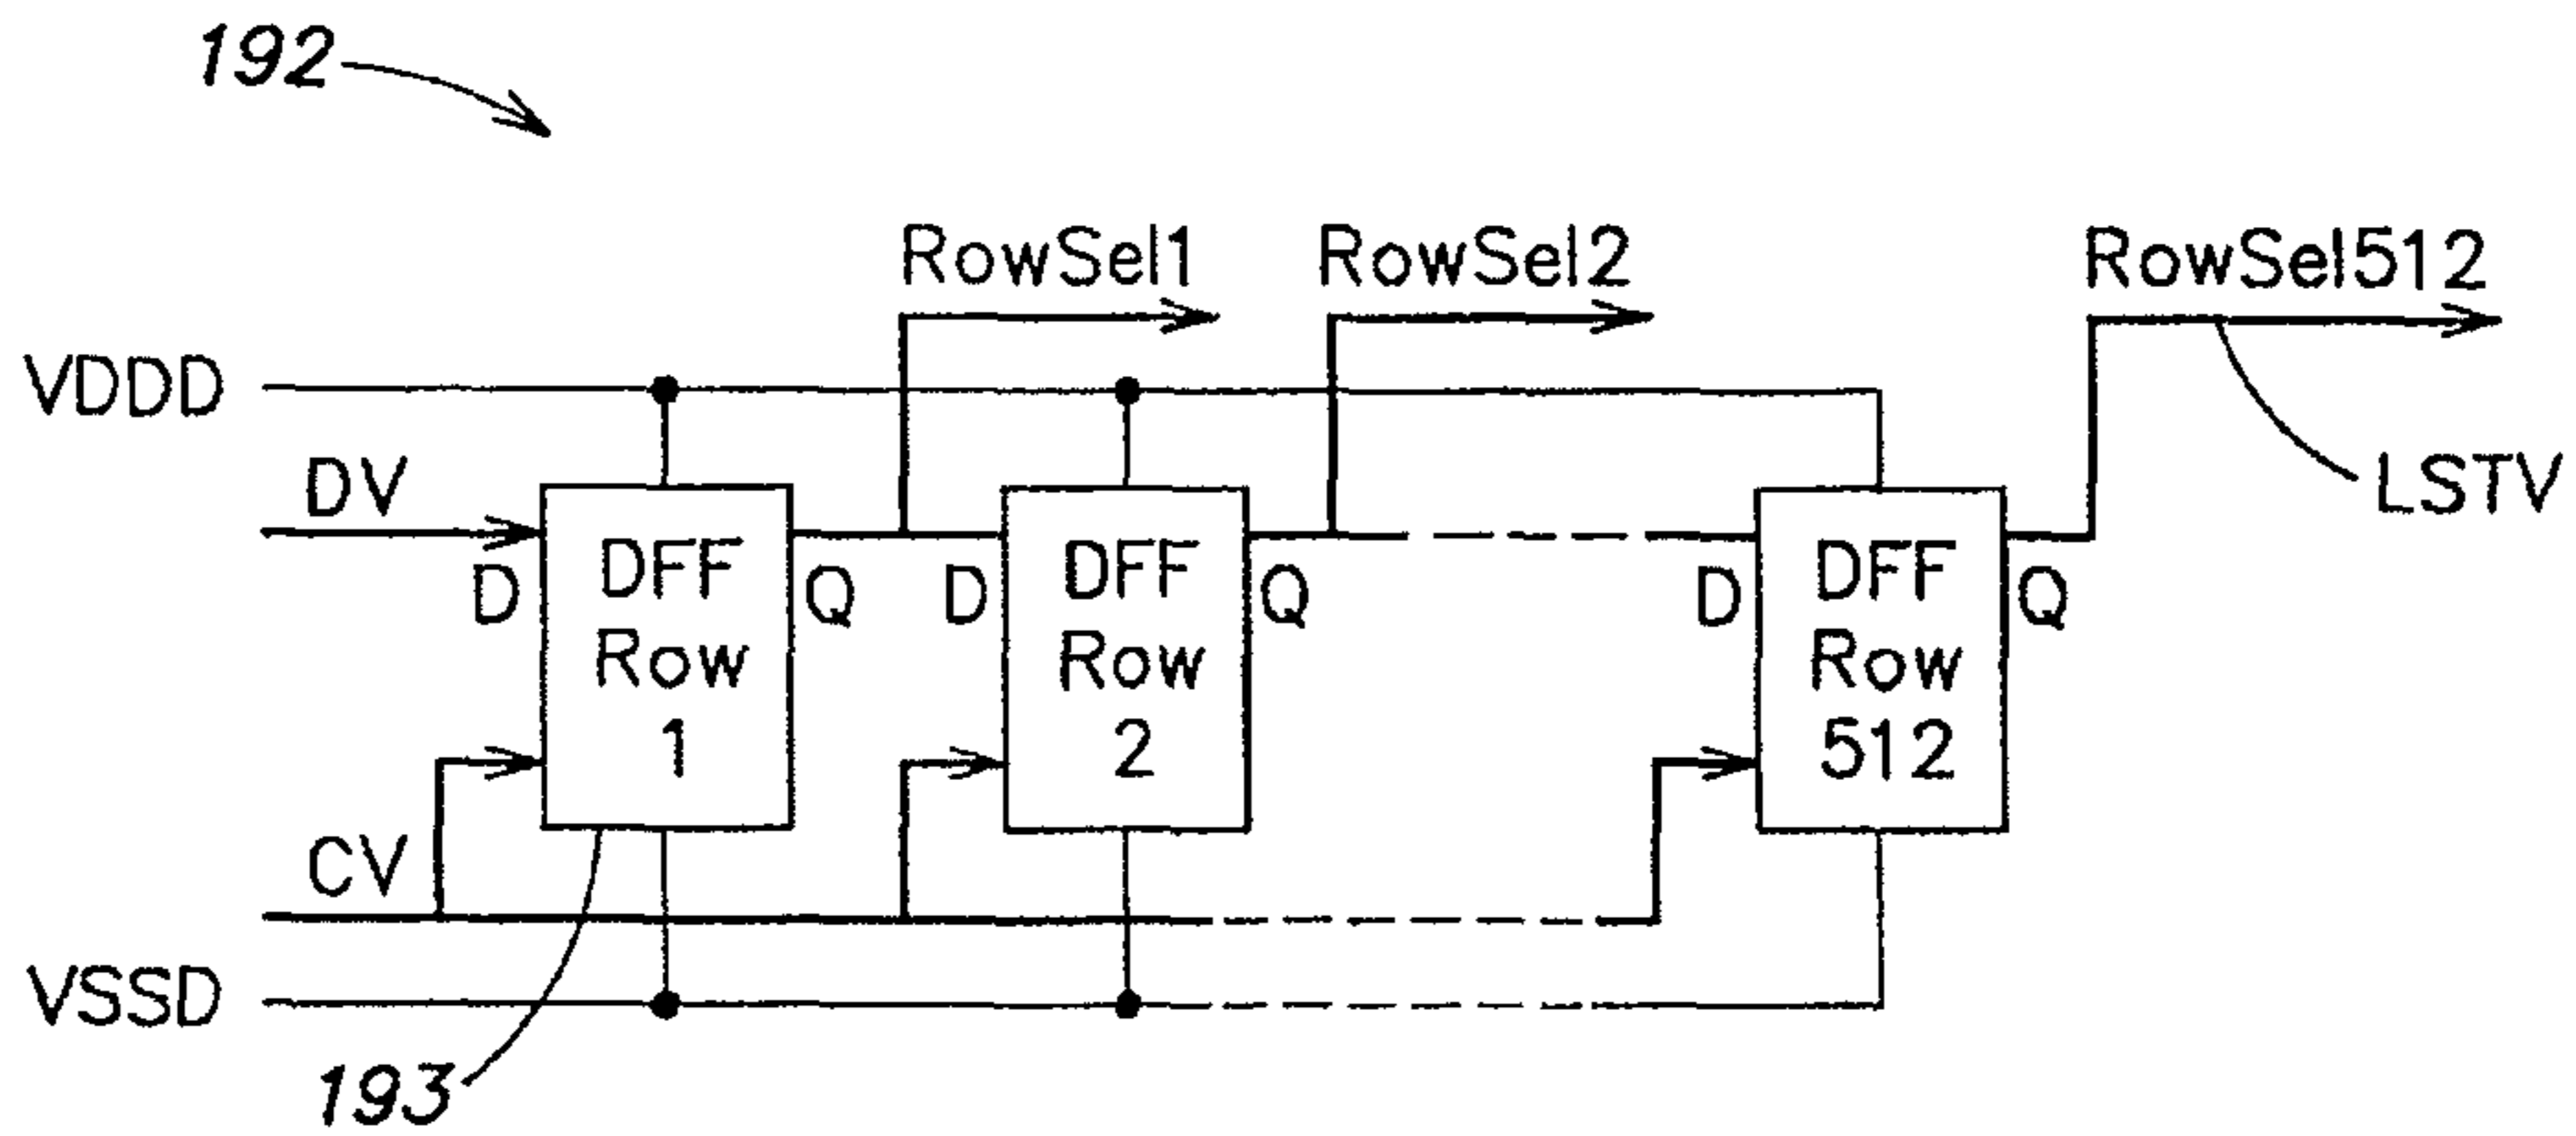 192
RowSel1 RowSel2 RowSel512
VDDD
DV
LSTV
D DFF Row 1 Q
D DFF Row 2 Q
D DFF Row 512 Q
CV
VSSD
193